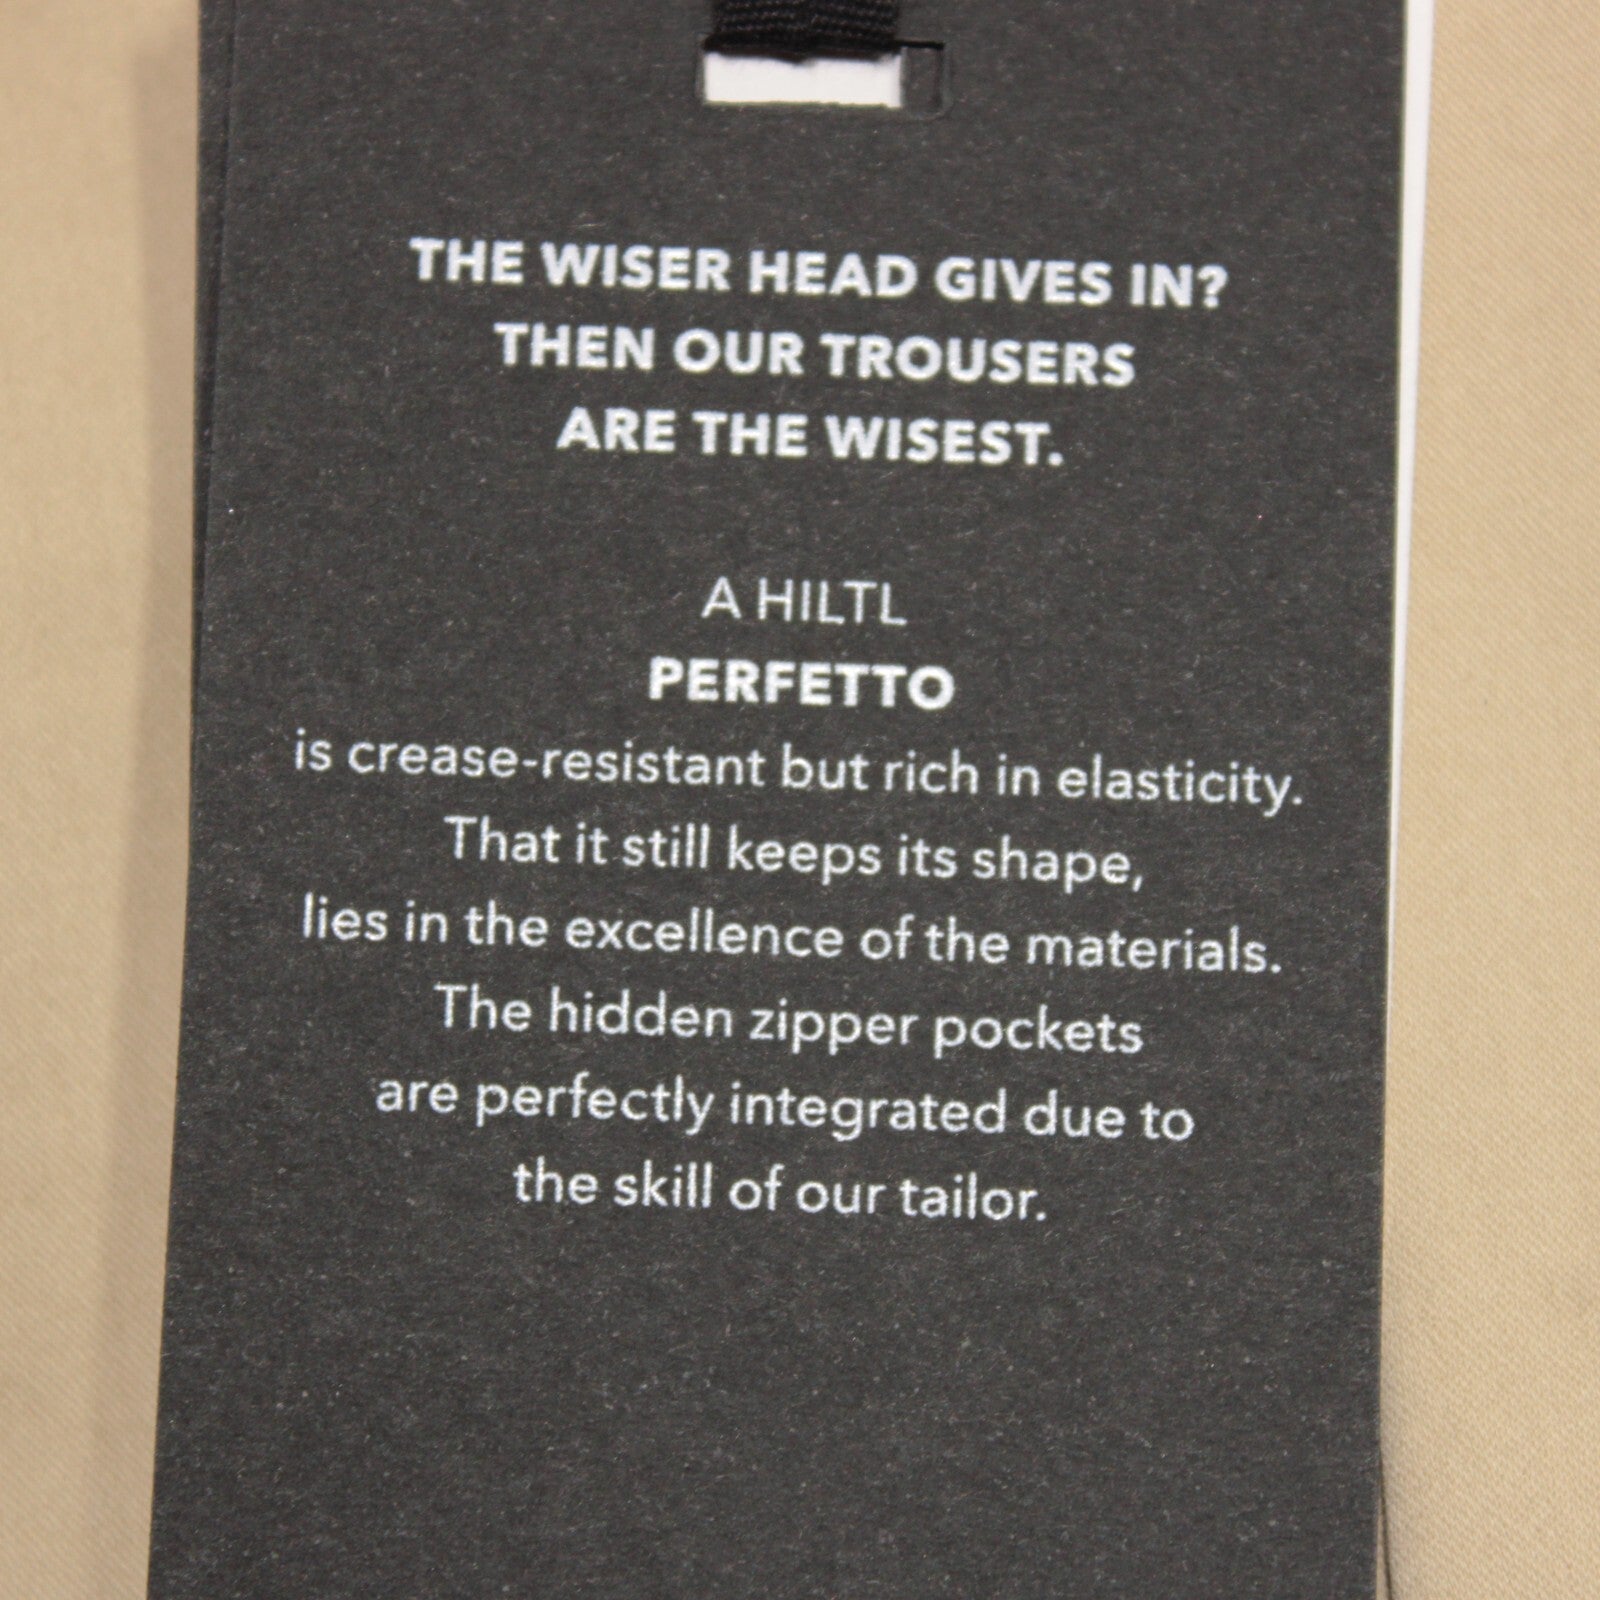 THE WISER HEAD GIVES IN?
THEN OUR TROUSERS
ARE THE WISEST.
A HILTL
PERFETTO
is crease-resistant but rich in elasticity.
That it still keeps its shape,
lies in the excellence of the materials.
The hidden zipper pockets
are perfectly integrated due to
the skill of our tailor.